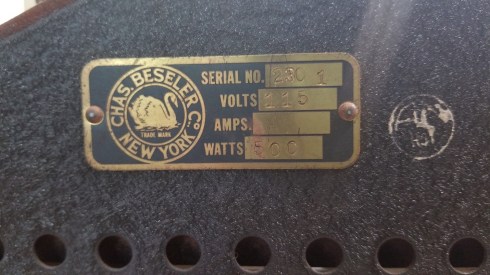 CHAS. BESELER Co
TRADE MARK
NEW YORK
SERIAL NO.
VOLTS 115
AMPS.
WATTS 500